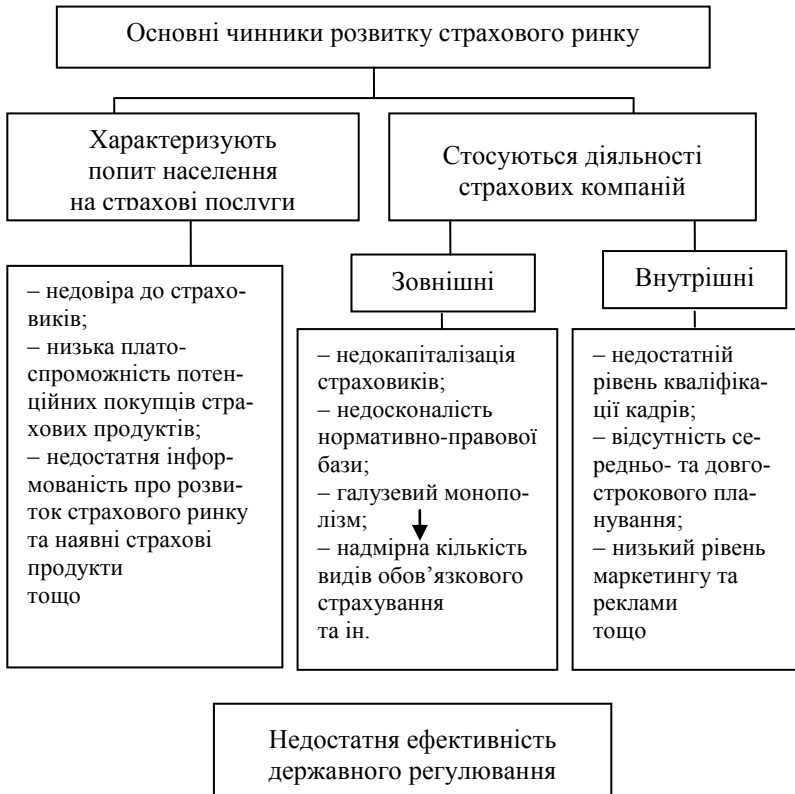 Основні чинники розвитку страхового ринку
Характеризують
попит населення
на страхові послуги
Стосуються діяльності
страхових компаній
– недовіра до страхо-
виків;
– низька плато-
спроможність потен-
ційних покупців стра-
хових продуктів;
– недостатня інфор-
мованість про розви-
ток страхового ринку
та наявні страхові
продукти
тощо
Зовнішні
– недокапіталізація
страховиків;
– недосконалість
нормативно-правової
бази;
– галузевий монопо-
лізм;
– надмірна кількість
видів обов’язкового
страхування
та ін.
Внутрішні
– недостатній
рівень кваліфіка-
ції кадрів;
– відсутність се-
редньо- та довго-
строкового пла-
нування;
– низький рівень
маркетингу та
реклами
тощо
Недостатня ефективність
державного регулювання